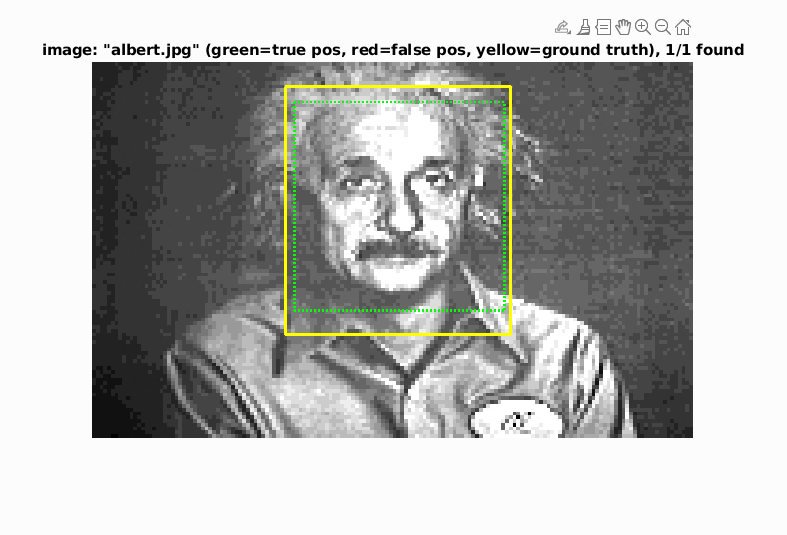 image: "albert.jpg" (green=true pos, red=false pos, yellow=ground truth), 1/1 found